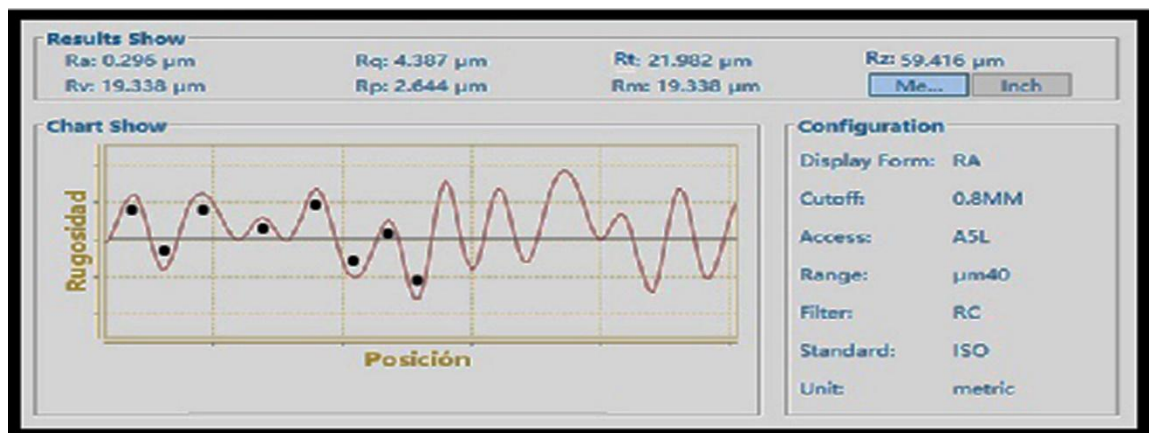 Results Show
Ra: 0.296 µm Rq: 4.387 µm Rt: 21.982 µm Rz: 59.416 µm
Rv: 19.338 µm Rp: 2.644 µm Rm: 19.338 µm Me... Inch
Chart Show
Rugosidad
Posición
Configuration
Display Form: RA
Cutoff: 0.8MM
Access: A5L
Range: µm40
Filter: RC
Standard: ISO
Unit: metric